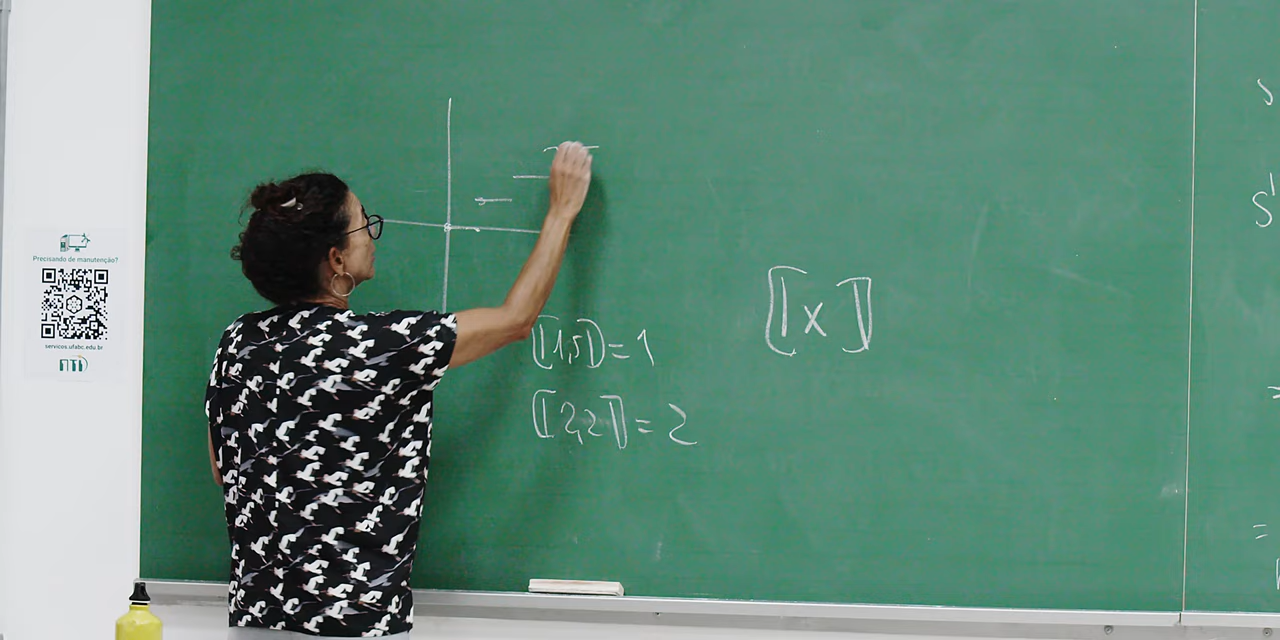 Precisando de manutenção?
servicos.ufabc.edu.br
⟦1,5⟧=1
⟦x⟧
⟦2,2⟧=2
S
S'
=